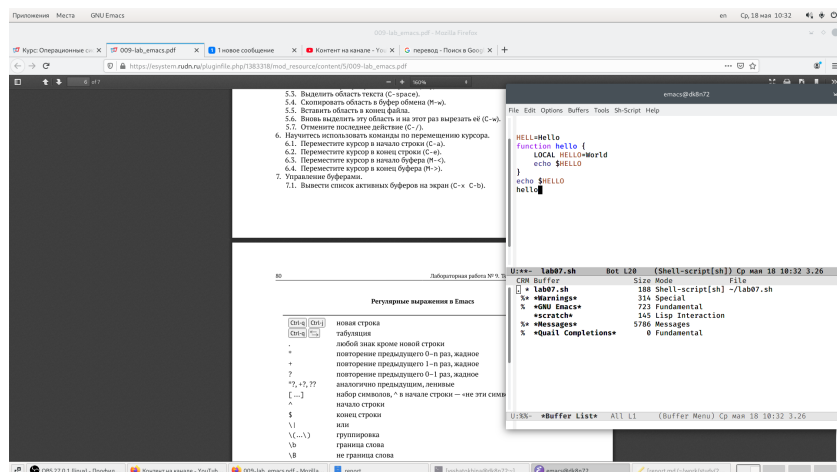 Приложения Места GNU Emacs
en Ср, 18 мая 10:32
009-lab_emacs.pdf - Mozilla Firefox
Курс: Операционные си
009-lab_emacs.pdf
1 новое сообщение
Контент на канале - You
перевод - Поиск в Goog
https://esystem.rudn.ru/pluginfile.php/1383318/mod_resource/content/5/009-lab_emacs.pdf
6 из 7
160%
5.3. Выделить область текста (C-space).
5.4. Скопировать область в буфер обмена (M-w).
5.5. Вставить область в конец файла.
5.6. Вновь выделить эту область и на этот раз вырезать её (C-w).
5.7. Отмените последнее действие (C-/).
6. Научитесь использовать команды по перемещению курсора.
6.1. Переместите курсор в начало строки (C-a).
6.2. Переместите курсор в конец строки (C-e).
6.3. Переместите курсор в начало буфера (M-<).
6.4. Переместите курсор в конец буфера (M->).
7. Управление буферами.
7.1. Вывести список активных буферов на экран (C-x C-b).
80 Лабораторная работа № 9. Т
Регулярные выражения в Emacs
Ctrl-q Ctrl-j новая строка
Ctrl-q табуляция
. любой знак кроме новой строки
* повторение предыдущего 0-n раз, жадное
+ повторение предыдущего 1-n раз, жадное
? повторение предыдущего 0-1 раз, жадное
*?, +?, ?? аналогично предыдущим, ленивые
[ ...] набор символов, ^ в начале строки — «не эти симв
^ начало строки
$ конец строки
\| или
\(...\) группировка
\b граница слова
\B не граница слова
emacs@dk8n72
File Edit Options Buffers Tools Sh-Script Help
HELL=Hello
function hello {
LOCAL HELLO=World
echo $HELLO
}
echo $HELLO
hello
U:**- lab07.sh Bot L20 (Shell-script[sh]) Ср мая 18 10:32 3.26
CRM Buffer Size Mode File
. * lab07.sh 188 Shell-script[sh] ~/lab07.sh
%* *Warnings* 314 Special
% *GNU Emacs* 723 Fundamental
*scratch* 145 Lisp Interaction
%* *Messages* 5786 Messages
% *Quail Completions* 0 Fundamental
U:%%- *Buffer List* All L1 (Buffer Menu) Ср мая 18 10:32 3.26
Контент на канале - YouTub
009-lab_emacs.pdf - Mozilla
report
emacs@dk8n72